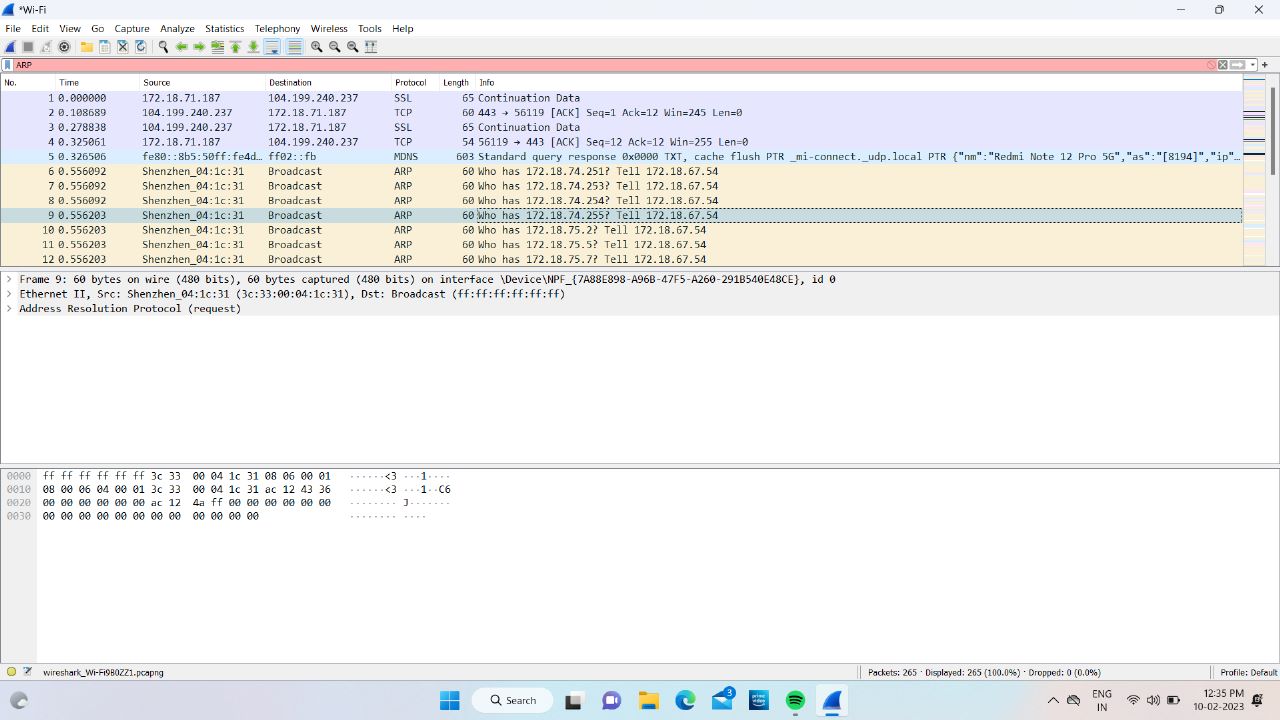 *Wi-Fi
File Edit View Go Capture Analyze Statistics Telephony Wireless Tools Help
ARP
No. Time Source Destination Protocol Length Info
1 0.000000 172.18.71.187 104.199.240.237 SSL 65 Continuation Data
2 0.108689 104.199.240.237 172.18.71.187 TCP 60 443 → 56119 [ACK] Seq=1 Ack=12 Win=245 Len=0
3 0.278838 104.199.240.237 172.18.71.187 SSL 65 Continuation Data
4 0.325061 172.18.71.187 104.199.240.237 TCP 54 56119 → 443 [ACK] Seq=12 Ack=12 Win=255 Len=0
5 0.326506 fe80::8b5:50ff:fe4d… ff02::fb MDNS 603 Standard query response 0x0000 TXT, cache flush PTR _mi-connect._udp.local PTR {"nm":"Redmi Note 12 Pro 5G","as":"[8194]","ip"…
6 0.556092 Shenzhen_04:1c:31 Broadcast ARP 60 Who has 172.18.74.251? Tell 172.18.67.54
7 0.556092 Shenzhen_04:1c:31 Broadcast ARP 60 Who has 172.18.74.253? Tell 172.18.67.54
8 0.556092 Shenzhen_04:1c:31 Broadcast ARP 60 Who has 172.18.74.254? Tell 172.18.67.54
9 0.556203 Shenzhen_04:1c:31 Broadcast ARP 60 Who has 172.18.74.255? Tell 172.18.67.54
10 0.556203 Shenzhen_04:1c:31 Broadcast ARP 60 Who has 172.18.75.2? Tell 172.18.67.54
11 0.556203 Shenzhen_04:1c:31 Broadcast ARP 60 Who has 172.18.75.5? Tell 172.18.67.54
12 0.556203 Shenzhen_04:1c:31 Broadcast ARP 60 Who has 172.18.75.7? Tell 172.18.67.54
Frame 9: 60 bytes on wire (480 bits), 60 bytes captured (480 bits) on interface \Device\NPF_{7A88E898-A96B-47F5-A260-291B540E48CE}, id 0
Ethernet II, Src: Shenzhen_04:1c:31 (3c:33:00:04:1c:31), Dst: Broadcast (ff:ff:ff:ff:ff:ff)
Address Resolution Protocol (request)
0000 ff ff ff ff ff ff 3c 33 00 04 1c 31 08 06 00 01 ······<3 ···1····
0010 08 00 06 04 00 01 3c 33 00 04 1c 31 ac 12 43 36 ······<3 ···1··C6
0020 00 00 00 00 00 00 ac 12 4a ff 00 00 00 00 00 00 ········ J·······
0030 00 00 00 00 00 00 00 00 00 00 00 00 ········ ····
wireshark_Wi-Fi980ZZ1.pcapng Packets: 265 · Displayed: 265 (100.0%) · Dropped: 0 (0.0%) Profile: Default
Search
3
prime video
ENG
IN
12:35 PM
10-02-2023